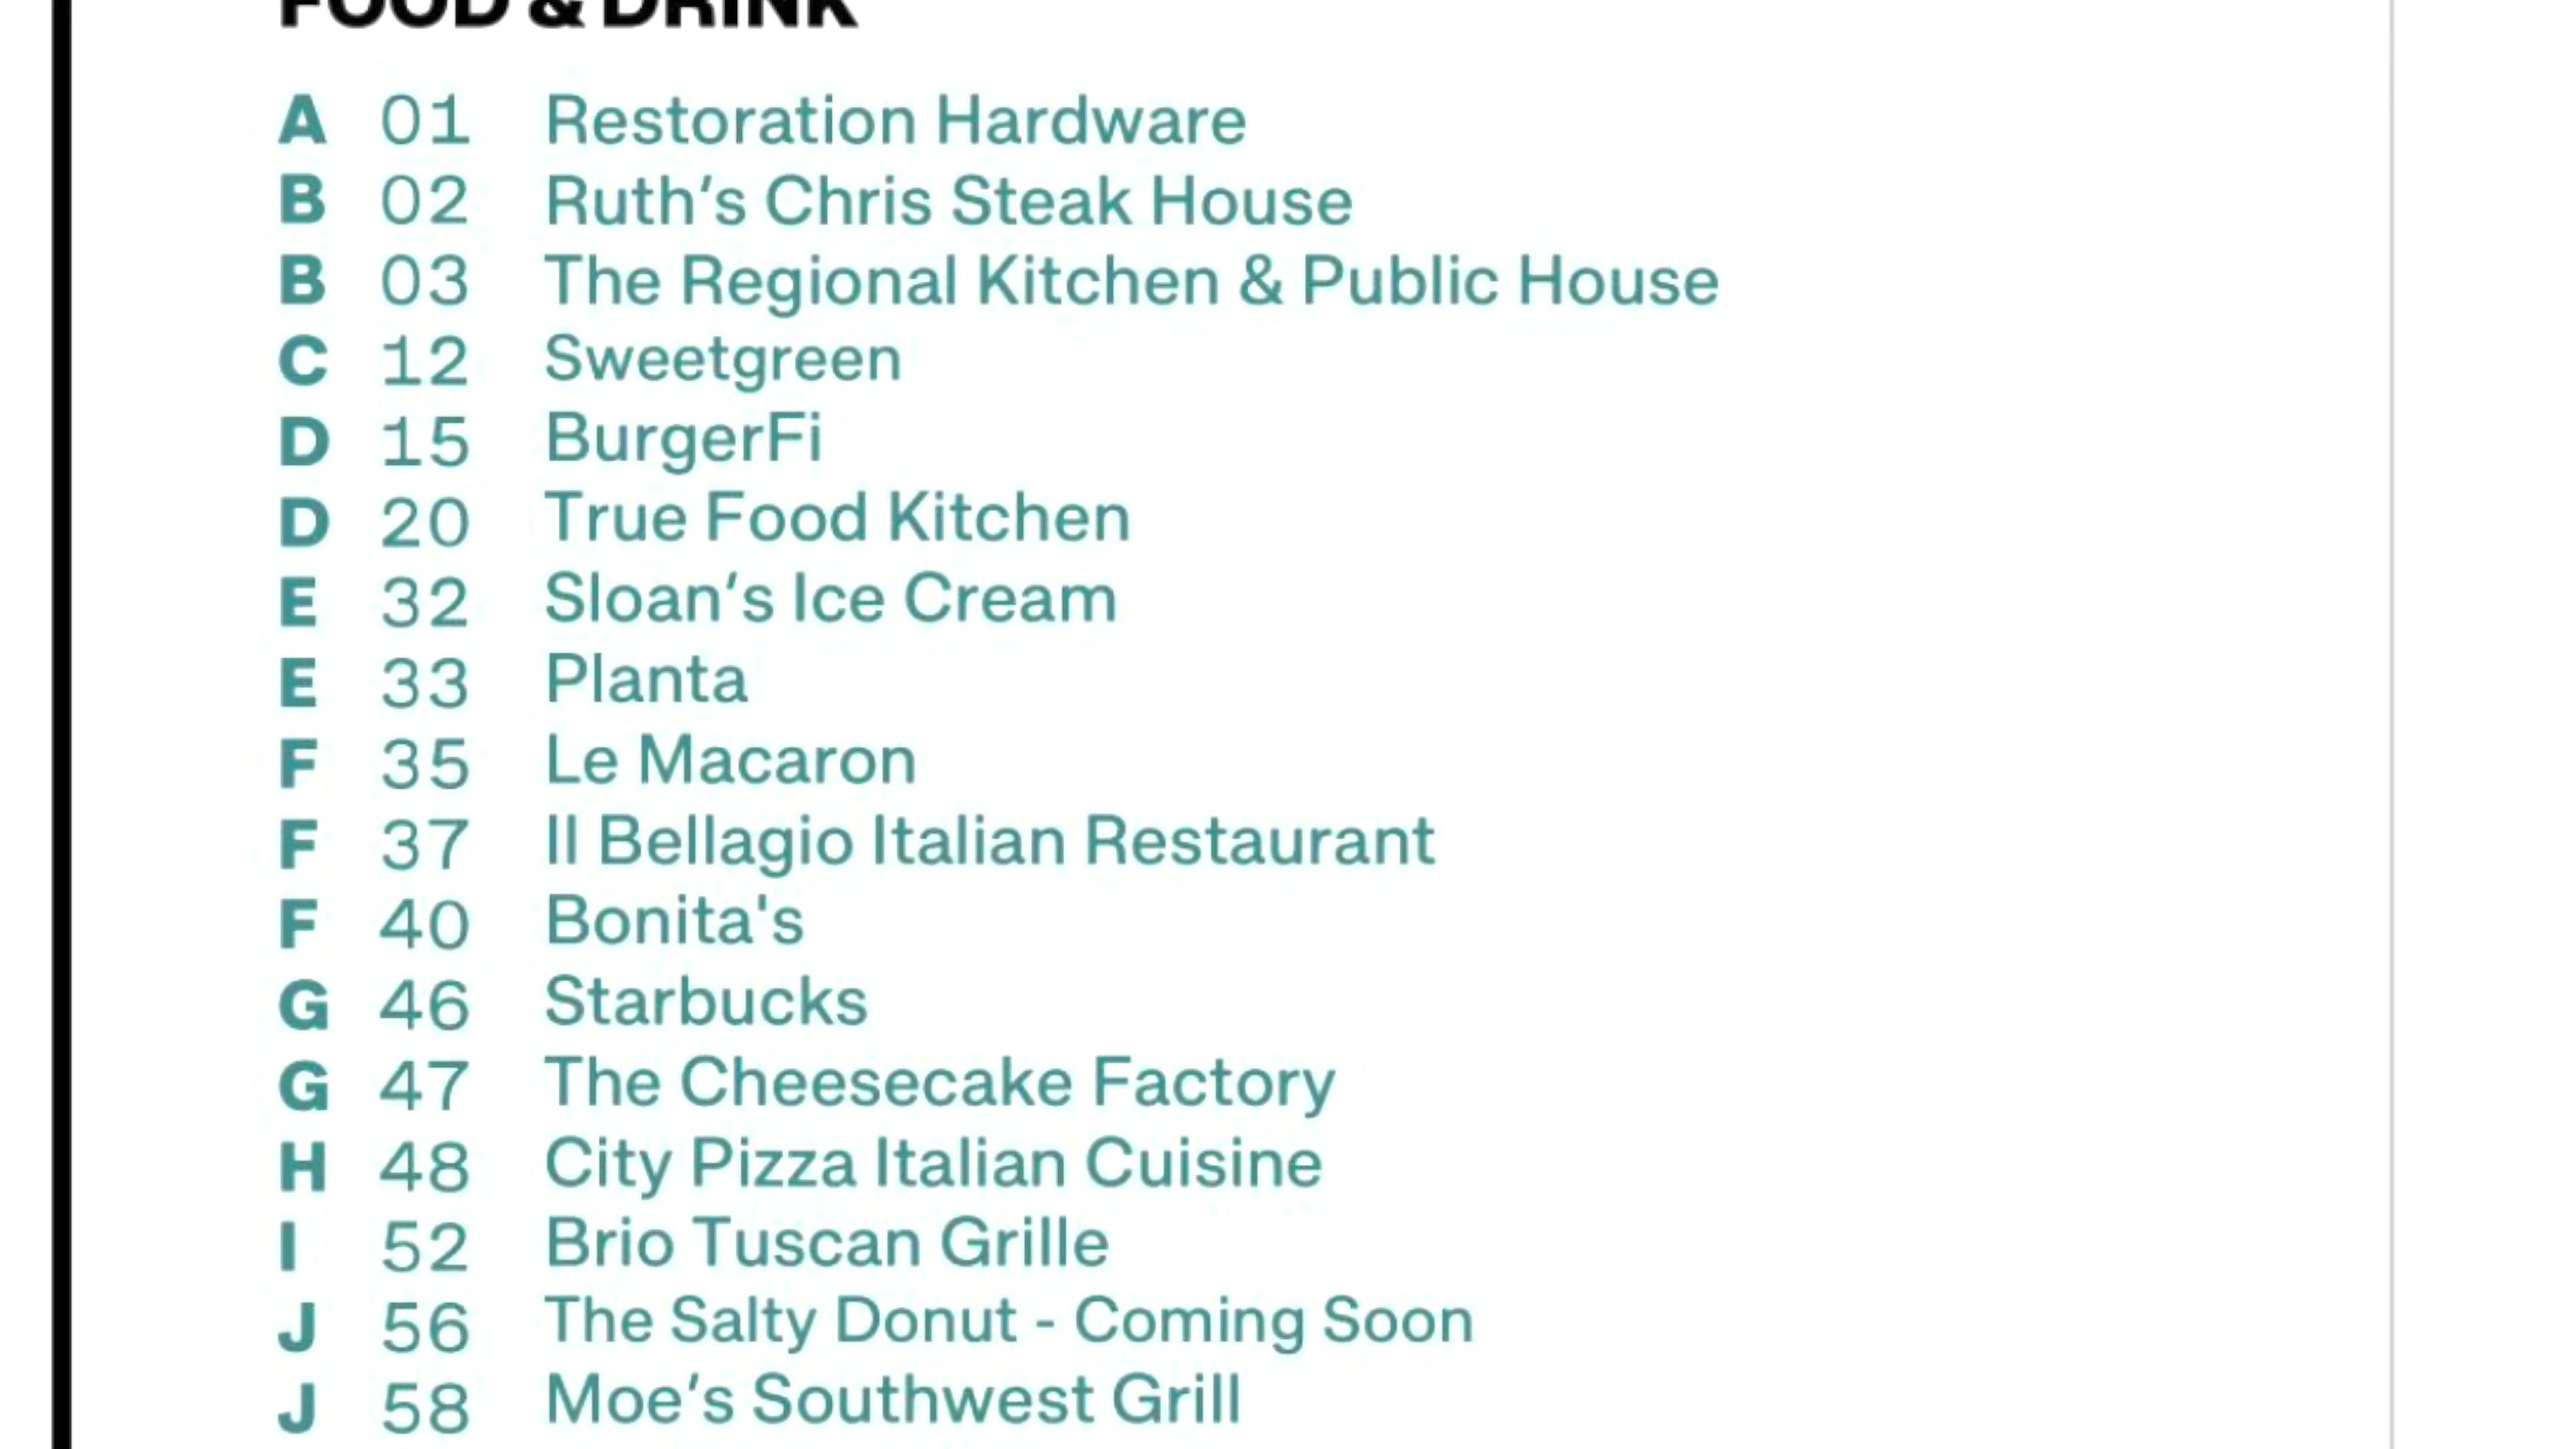 FOOD & DRINK
A 01 Restoration Hardware
B 02 Ruth’s Chris Steak House
B 03 The Regional Kitchen & Public House
C 12 Sweetgreen
D 15 BurgerFi
D 20 True Food Kitchen
E 32 Sloan’s Ice Cream
E 33 Planta
F 35 Le Macaron
F 37 Il Bellagio Italian Restaurant
F 40 Bonita's
G 46 Starbucks
G 47 The Cheesecake Factory
H 48 City Pizza Italian Cuisine
I 52 Brio Tuscan Grille
J 56 The Salty Donut - Coming Soon
J 58 Moe’s Southwest Grill